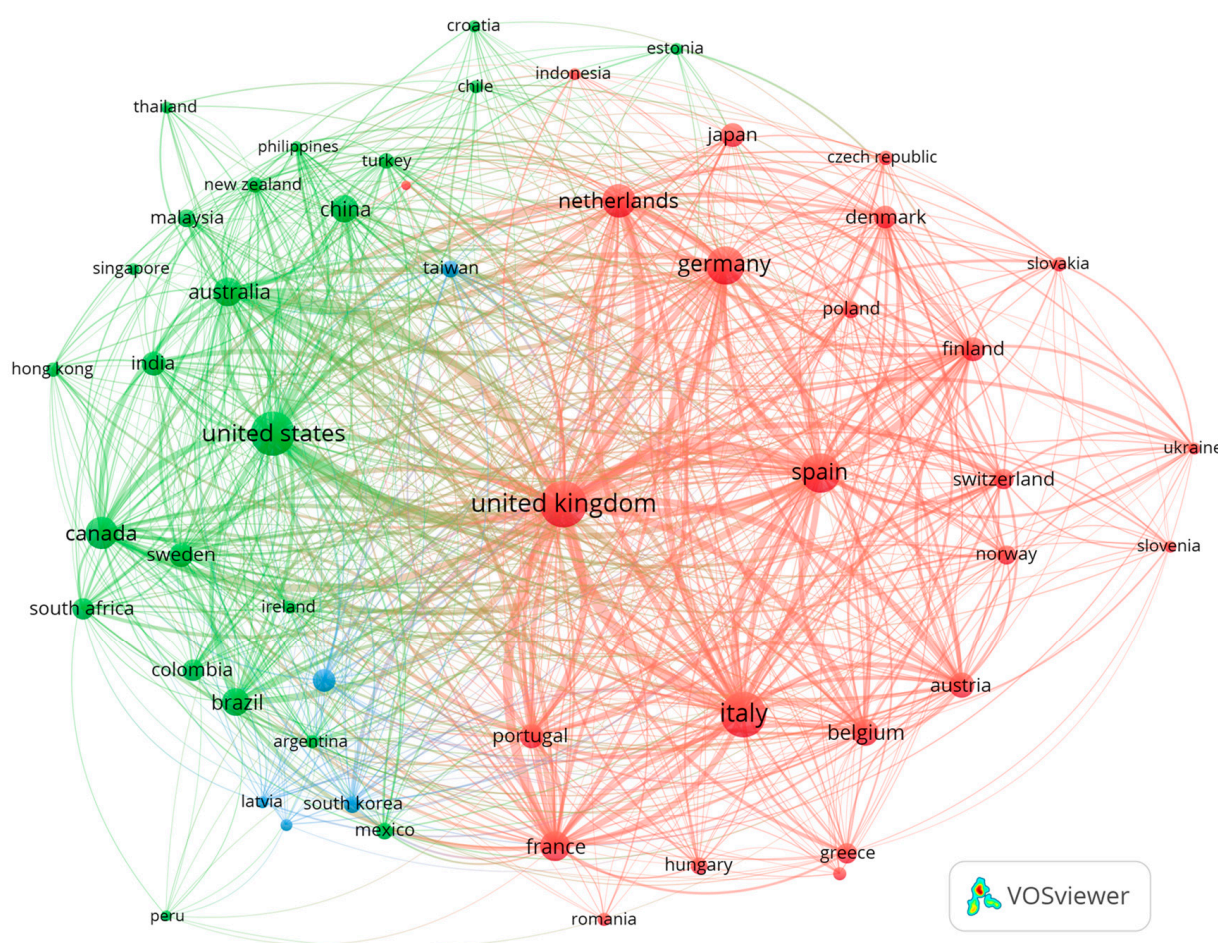 croatia
estonia
indonesia
chile
thailand
japan
philippines
czech republic
turkey
new zealand
netherlands
china
malaysia
denmark
singapore
taiwan
germany
slovakia
australia
poland
finland
india
hong kong
united states
ukraine
spain
switzerland
united kingdom
canada
sweden
norway
slovenia
south africa
ireland
colombia
austria
brazil
italy
belgium
portugal
argentina
latvia
south korea
mexico
france
greece
hungary
VOSviewer
peru
romania